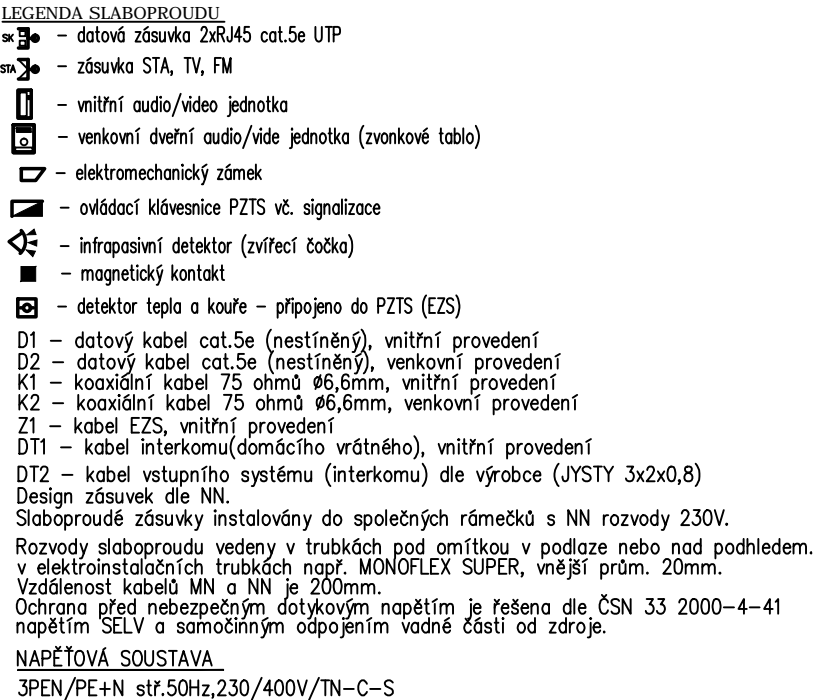 LEGENDA SLABOPROUDU
SK – datová zásuvka 2xRJ45 cat.5e UTP
STA – zásuvka STA, TV, FM
– vnitřní audio/video jednotka
– venkovní dveřní audio/vide jednotka (zvonkové tablo)
– elektromechanický zámek
– ovládací klávesnice PZTS vč. signalizace
– infrapasivní detektor (zvířecí čočka)
– magnetický kontakt
– detektor tepla a kouře – připojeno do PZTS (EZS)
D1 – datový kabel cat.5e (nestíněný), vnitřní provedení
D2 – datový kabel cat.5e (nestíněný), venkovní provedení
K1 – koaxiální kabel 75 ohmů Ø6,6mm, vnitřní provedení
K2 – koaxiální kabel 75 ohmů Ø6,6mm, venkovní provedení
Z1 – kabel EZS, vnitřní provedení
DT1 – kabel interkomu(domácího vrátného), vnitřní provedení
DT2 – kabel vstupního systému (interkomu) dle výrobce (JYSTY 3x2x0,8)
Design zásuvek dle NN.
Slaboproudé zásuvky instalovány do společných rámečků s NN rozvody 230V.
Rozvody slaboproudu vedeny v trubkách pod omítkou v podlaze nebo nad podhledem.
v elektroinstalačních trubkách např. MONOFLEX SUPER, vnější prům. 20mm.
Vzdálenost kabelů MN a NN je 200mm.
Ochrana před nebezpečným dotykovým napětím je řešena dle ČSN 33 2000-4-41
napětím SELV a samočinným odpojením vadné části od zdroje.
NAPĚŤOVÁ SOUSTAVA
3PEN/PE+N stř.50Hz,230/400V/TN-C-S